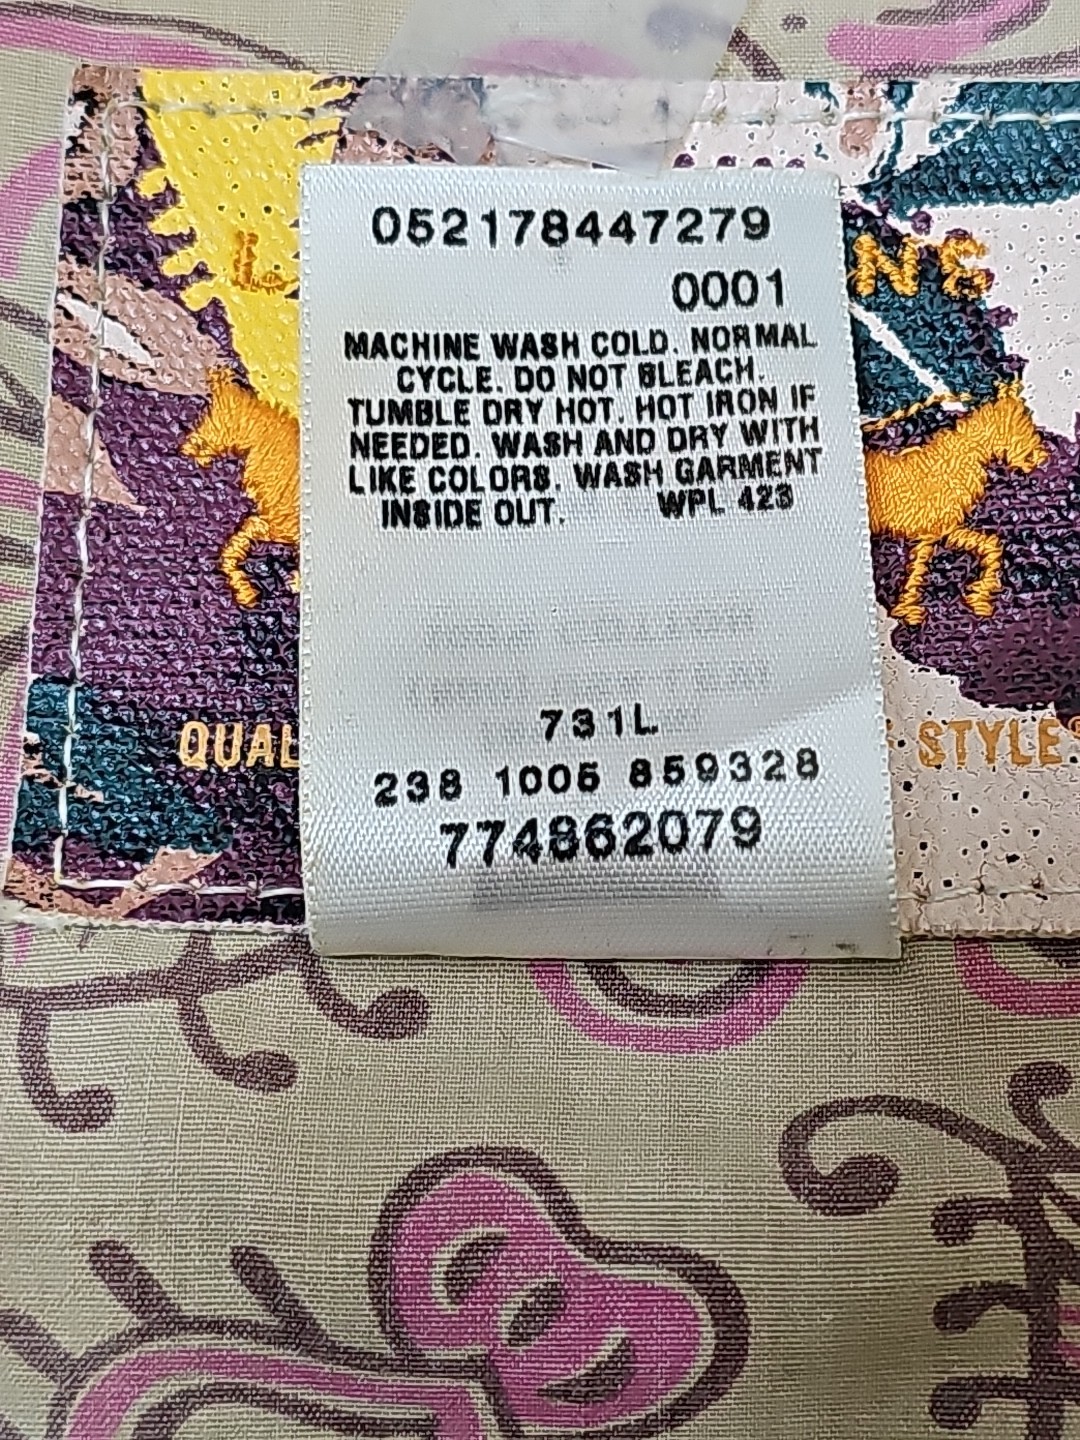 052178447279
0001
MACHINE WASH COLD. NORMAL
CYCLE. DO NOT BLEACH.
TUMBLE DRY HOT. HOT IRON IF
NEEDED. WASH AND DRY WITH
LIKE COLORS. WASH GARMENT
INSIDE OUT. WPL 423
731L
238 1005 859328
774862079
L NS
QUAL STYLE